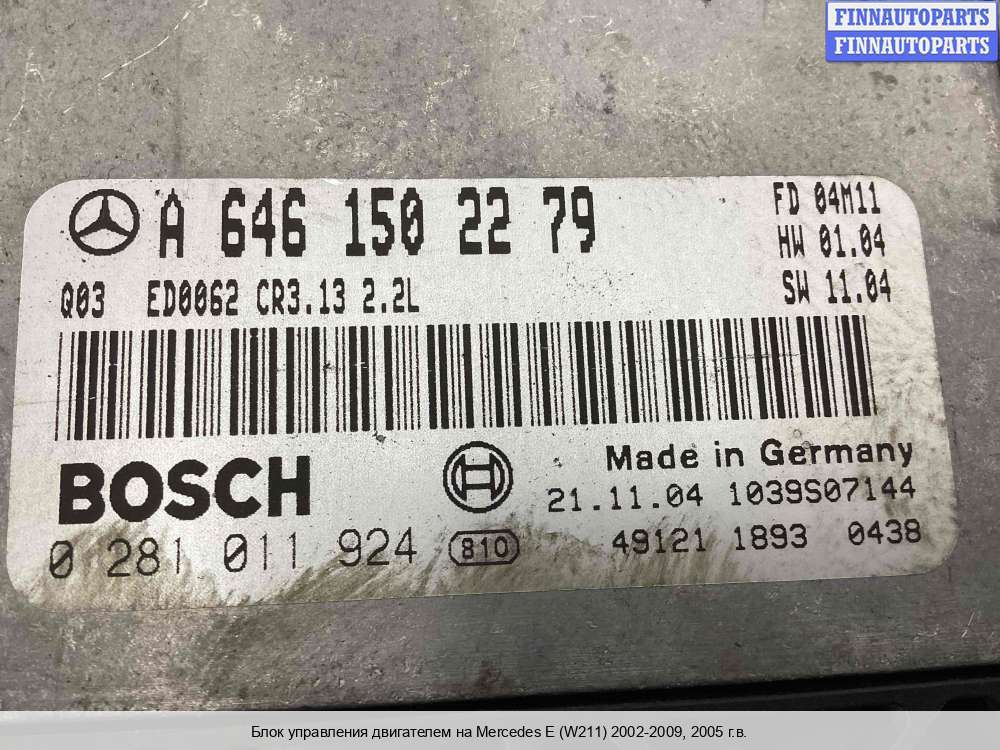 FINNAUTOPARTS
FINNAUTOPARTS
A 646 150 22 79
FD 04M11
HW 01.04
Q03 ED0062 CR3.13 2.2L
SW 11.04
BOSCH
Made in Germany
21.11.04 1039S07144
0 281 011 924 810
49121 1893 0438
Блок управления двигателем на Mercedes E (W211) 2002-2009, 2005 г.в.